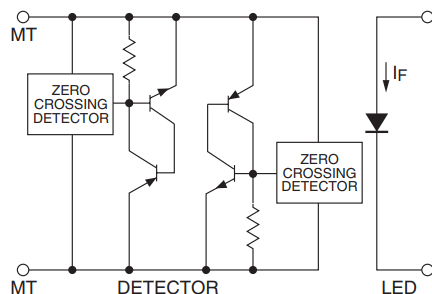 MT
IF
ZERO
CROSSING
DETECTOR
ZERO
CROSSING
DETECTOR
MT
DETECTOR
LED